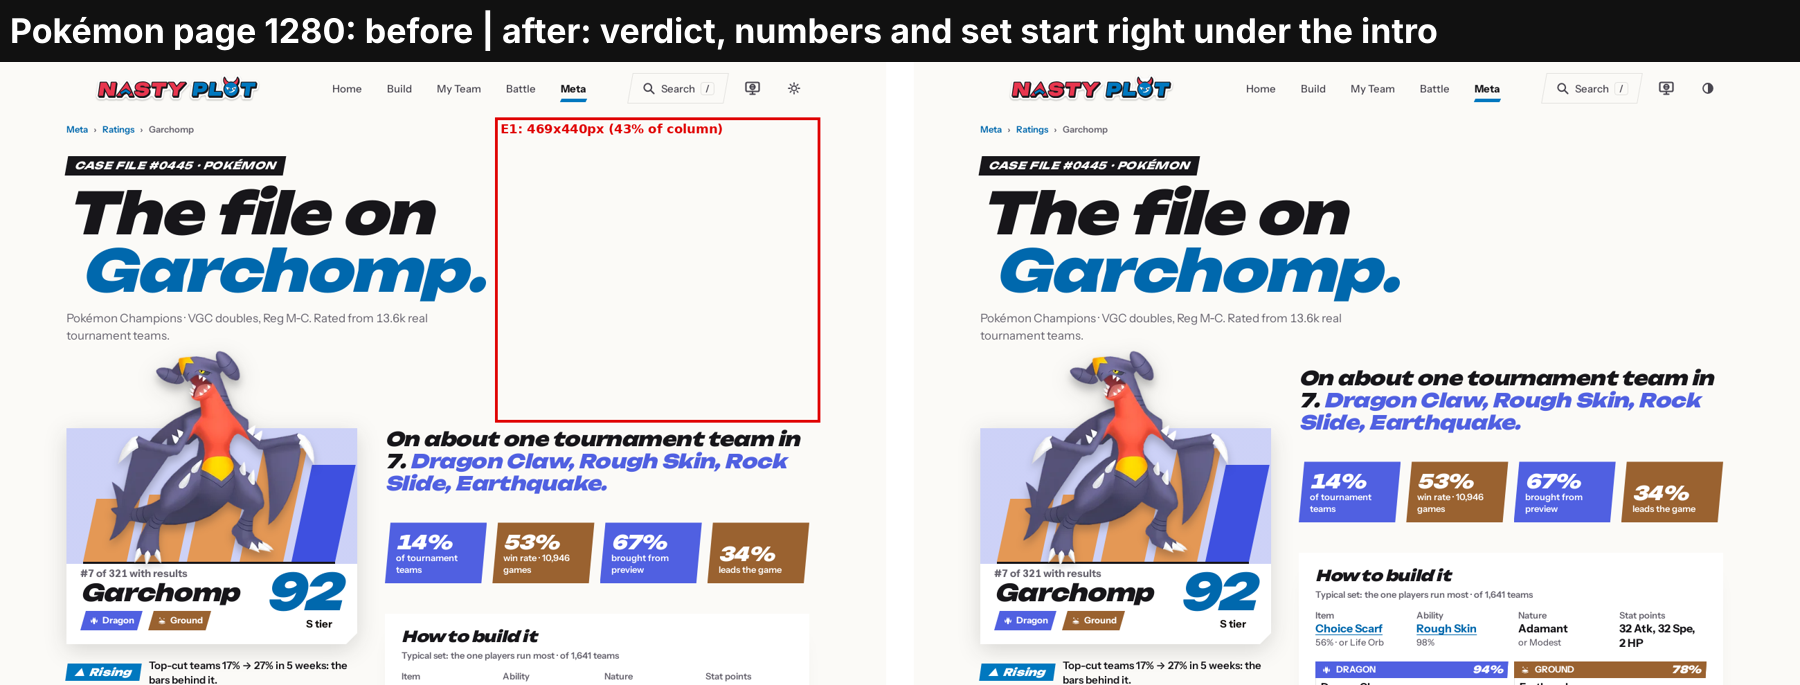 Pokémon page 1280: before | after: verdict, numbers and set start right under the intro
NASTY PLOT
Home Build My Team Battle Meta Search /
Meta › Ratings › Garchomp
E1: 469x440px (43% of column)
CASE FILE #0445 · POKÉMON
The file on
Garchomp.
Pokémon Champions · VGC doubles, Reg M-C. Rated from 13.6k real
tournament teams.
On about one tournament team in
7. Dragon Claw, Rough Skin, Rock
Slide, Earthquake.
14%
of tournament
teams
53%
win rate · 10,946
games
67%
brought from
preview
34%
leads the game
#7 of 321 with results
Garchomp
92
Dragon Ground
S tier
Rising
Top-cut teams 17% → 27% in 5 weeks: the
bars behind it.
How to build it
Typical set: the one players run most · of 1,641 teams
Item Ability Nature Stat points
NASTY PLOT
Home Build My Team Battle Meta Search /
Meta › Ratings › Garchomp
CASE FILE #0445 · POKÉMON
The file on
Garchomp.
Pokémon Champions · VGC doubles, Reg M-C. Rated from 13.6k real
tournament teams.
#7 of 321 with results
Garchomp
92
Dragon Ground
S tier
Rising
Top-cut teams 17% → 27% in 5 weeks: the
bars behind it.
On about one tournament team in
7. Dragon Claw, Rough Skin, Rock
Slide, Earthquake.
14%
of tournament
teams
53%
win rate · 10,946
games
67%
brought from
preview
34%
leads the game
How to build it
Typical set: the one players run most · of 1,641 teams
Item Ability Nature Stat points
Choice Scarf Rough Skin Adamant 32 Atk, 32 Spe,
56% · or Life Orb 98% or Modest 2 HP
DRAGON 94% GROUND 78%